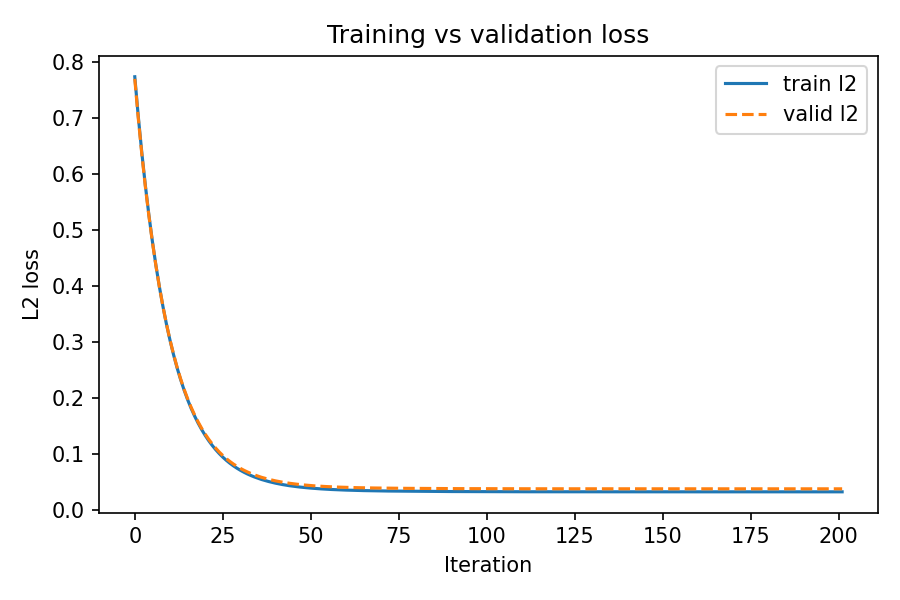 Training vs validation loss
train l2
valid l2
0.8
0.7
0.6
0.5
0.4
0.3
0.2
0.1
0.0
L2 loss
0 25 50 75 100 125 150 175 200
Iteration